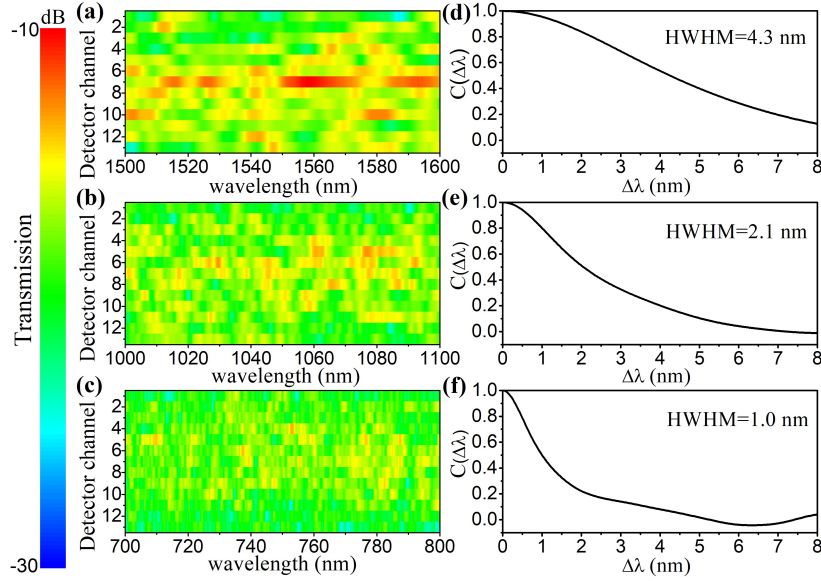 dB
-10
-30
Transmission
(a)
Detector channel
2
4
6
8
10
12
1500 1520 1540 1560 1580 1600
wavelength (nm)
(d)
C(Δλ)
1.0
0.8
0.6
0.4
0.2
0.0
HWHM=4.3 nm
0 1 2 3 4 5 6 7 8
Δλ (nm)
(b)
Detector channel
2
4
6
8
10
12
1000 1020 1040 1060 1080 1100
wavelength (nm)
(e)
C(Δλ)
1.0
0.8
0.6
0.4
0.2
0.0
HWHM=2.1 nm
0 1 2 3 4 5 6 7 8
Δλ (nm)
(c)
Detector channel
2
4
6
8
10
12
700 720 740 760 780 800
wavelength (nm)
(f)
C(Δλ)
1.0
0.8
0.6
0.4
0.2
0.0
HWHM=1.0 nm
0 1 2 3 4 5 6 7 8
Δλ (nm)